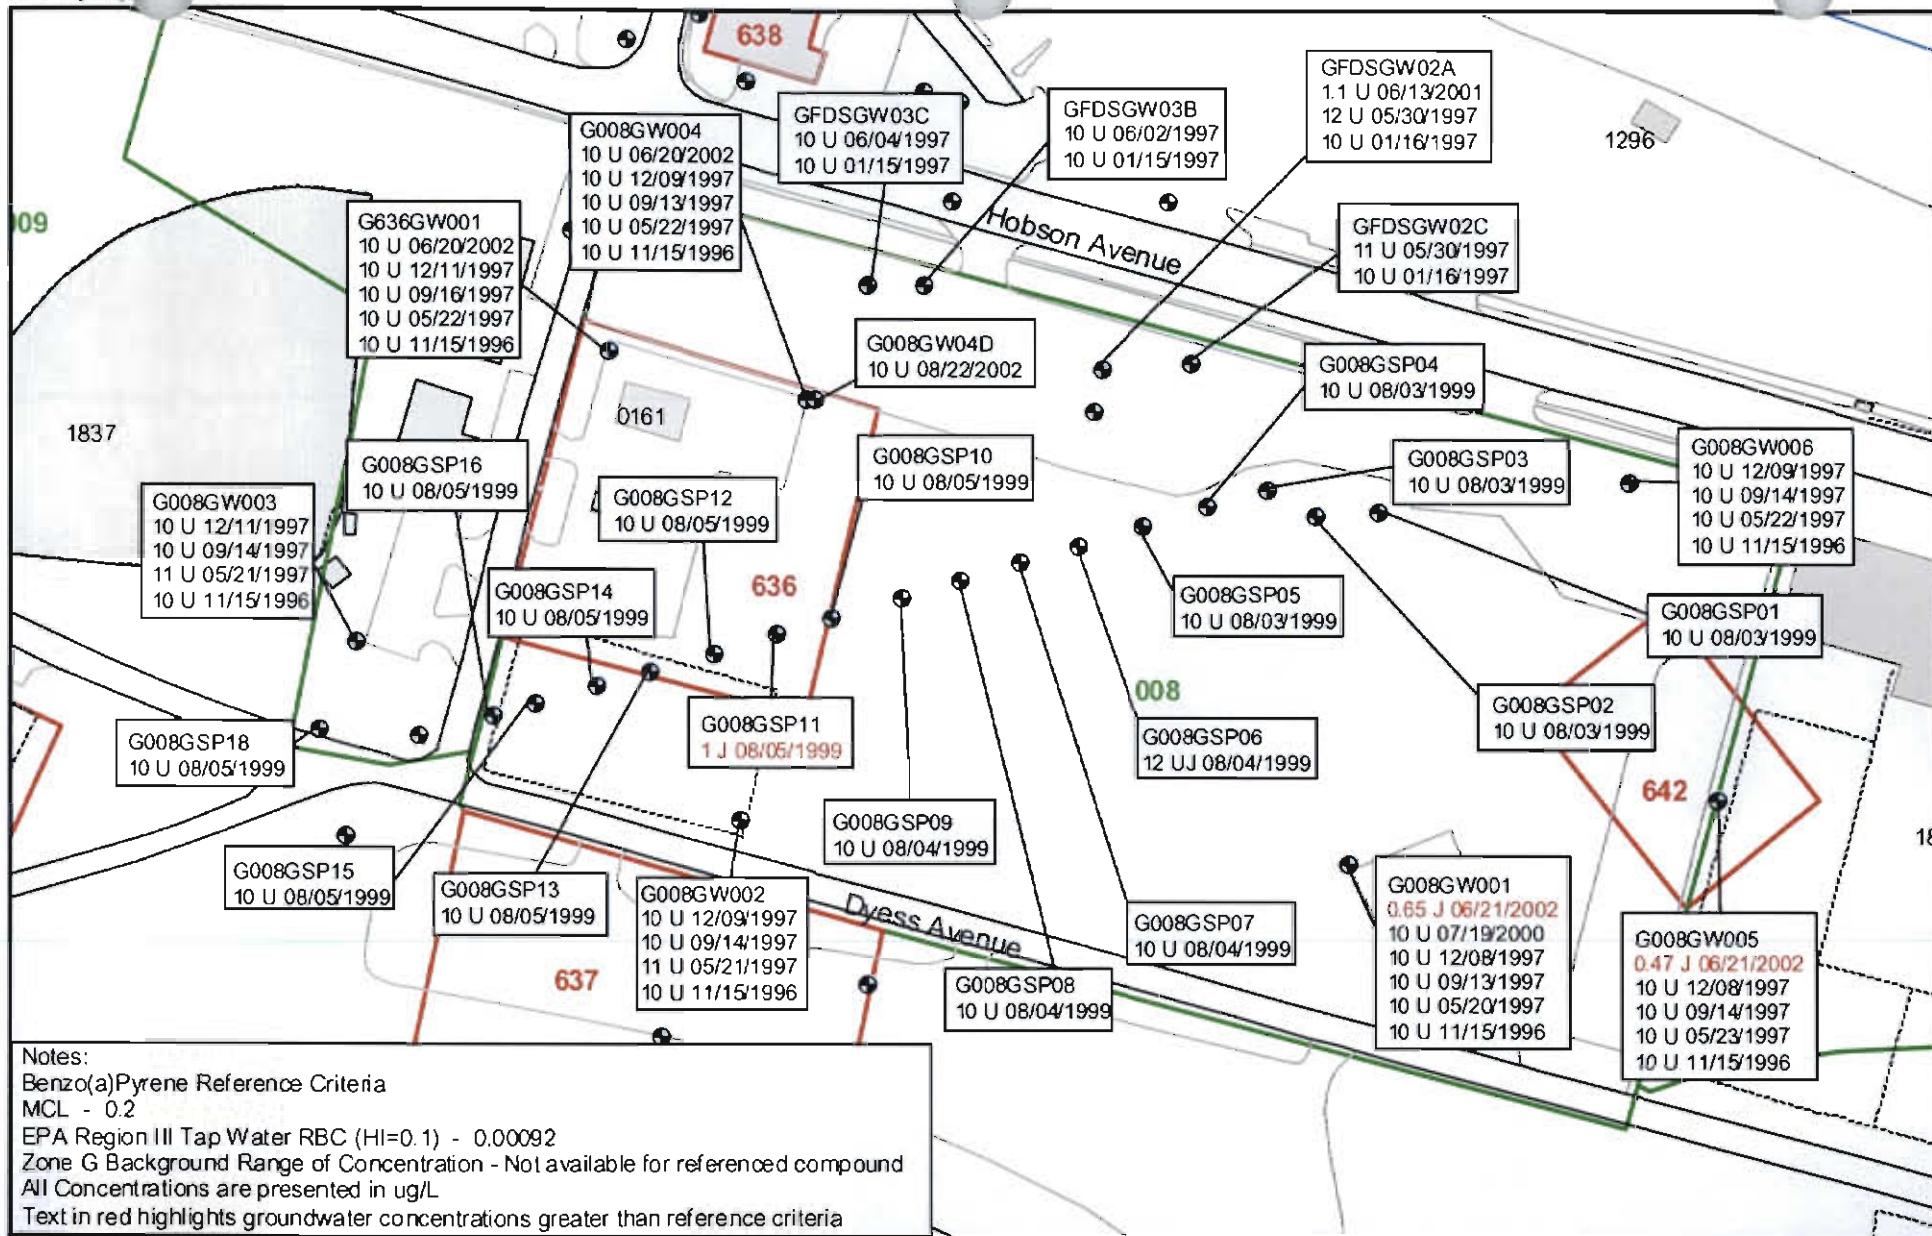 638
GFDSGW02A
1.1 U 06/13/2001
12 U 05/30/1997
10 U 01/16/1997
1296
GFDSGW03B
10 U 06/02/1997
10 U 01/15/1997
GFDSGW03C
10 U 06/04/1997
10 U 01/15/1997
G008GW004
10 U 06/20/2002
10 U 12/09/1997
10 U 09/13/1997
10 U 05/22/1997
10 U 11/15/1996
009
G636GW001
10 U 06/20/2002
10 U 12/11/1997
10 U 09/16/1997
10 U 05/22/1997
10 U 11/15/1996
Hobson Avenue
GFDSGW02C
11 U 05/30/1997
10 U 01/16/1997
G008GW04D
10 U 08/22/2002
G008GSP04
10 U 08/03/1999
1837
0161
G008GSP16
10 U 08/05/1999
G008GSP12
10 U 08/05/1999
G008GSP10
10 U 08/05/1999
G008GSP03
10 U 08/03/1999
G008GW006
10 U 12/09/1997
10 U 09/14/1997
10 U 05/22/1997
10 U 11/15/1996
G008GW003
10 U 12/11/1997
10 U 09/14/1997
11 U 05/21/1997
10 U 11/15/1996
G008GSP14
10 U 08/05/1999
636
G008GSP05
10 U 08/03/1999
G008GSP01
10 U 08/03/1999
008
G008GSP02
10 U 08/03/1999
G008GSP11
1 J 08/05/1999
G008GSP06
12 UJ 08/04/1999
G008GSP18
10 U 08/05/1999
642
G008GSP09
10 U 08/04/1999
18
G008GSP15
10 U 08/05/1999
G008GSP13
10 U 08/05/1999
G008GW002
10 U 12/09/1997
10 U 09/14/1997
11 U 05/21/1997
10 U 11/15/1996
Dyess Avenue
G008GSP07
10 U 08/04/1999
G008GW001
0.65 J 06/21/2002
10 U 07/19/2000
10 U 12/08/1997
10 U 09/13/1997
10 U 05/20/1997
10 U 11/15/1996
G008GW005
0.47 J 06/21/2002
10 U 12/08/1997
10 U 09/14/1997
10 U 05/23/1997
10 U 11/15/1996
637
G008GSP08
10 U 08/04/1999
Notes:
Benzo(a)Pyrene Reference Criteria
MCL - 0.2
EPA Region III Tap Water RBC (HI=0.1) - 0.00092
Zone G Background Range of Concentration - Not available for referenced compound
All Concentrations are presented in ug/L
Text in red highlights groundwater concentrations greater than reference criteria